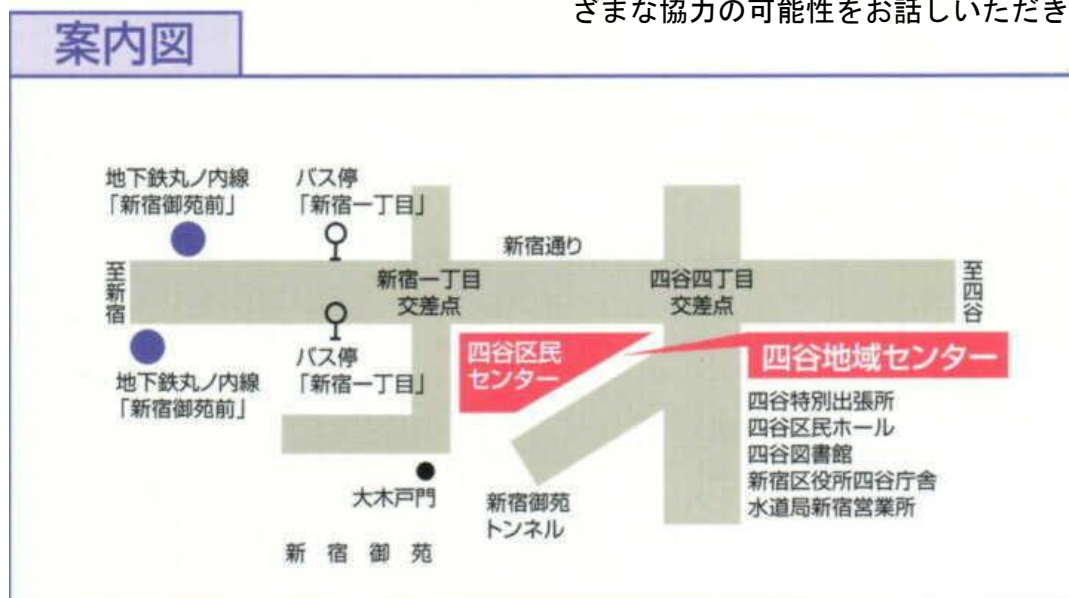 ざまな協力の可能性をお話しいただき
案内図
地下鉄丸ノ内線
「新宿御苑前」
バス停
「新宿一丁目」
新宿通り
至新宿
新宿一丁目
交差点
四谷四丁目
交差点
至四谷
地下鉄丸ノ内線
「新宿御苑前」
バス停
「新宿一丁目」
四谷区民
センター
四谷地域センター
四谷特別出張所
四谷区民ホール
四谷図書館
新宿区役所四谷庁舎
水道局新宿営業所
大木戸門
新宿御苑
トンネル
新宿御苑